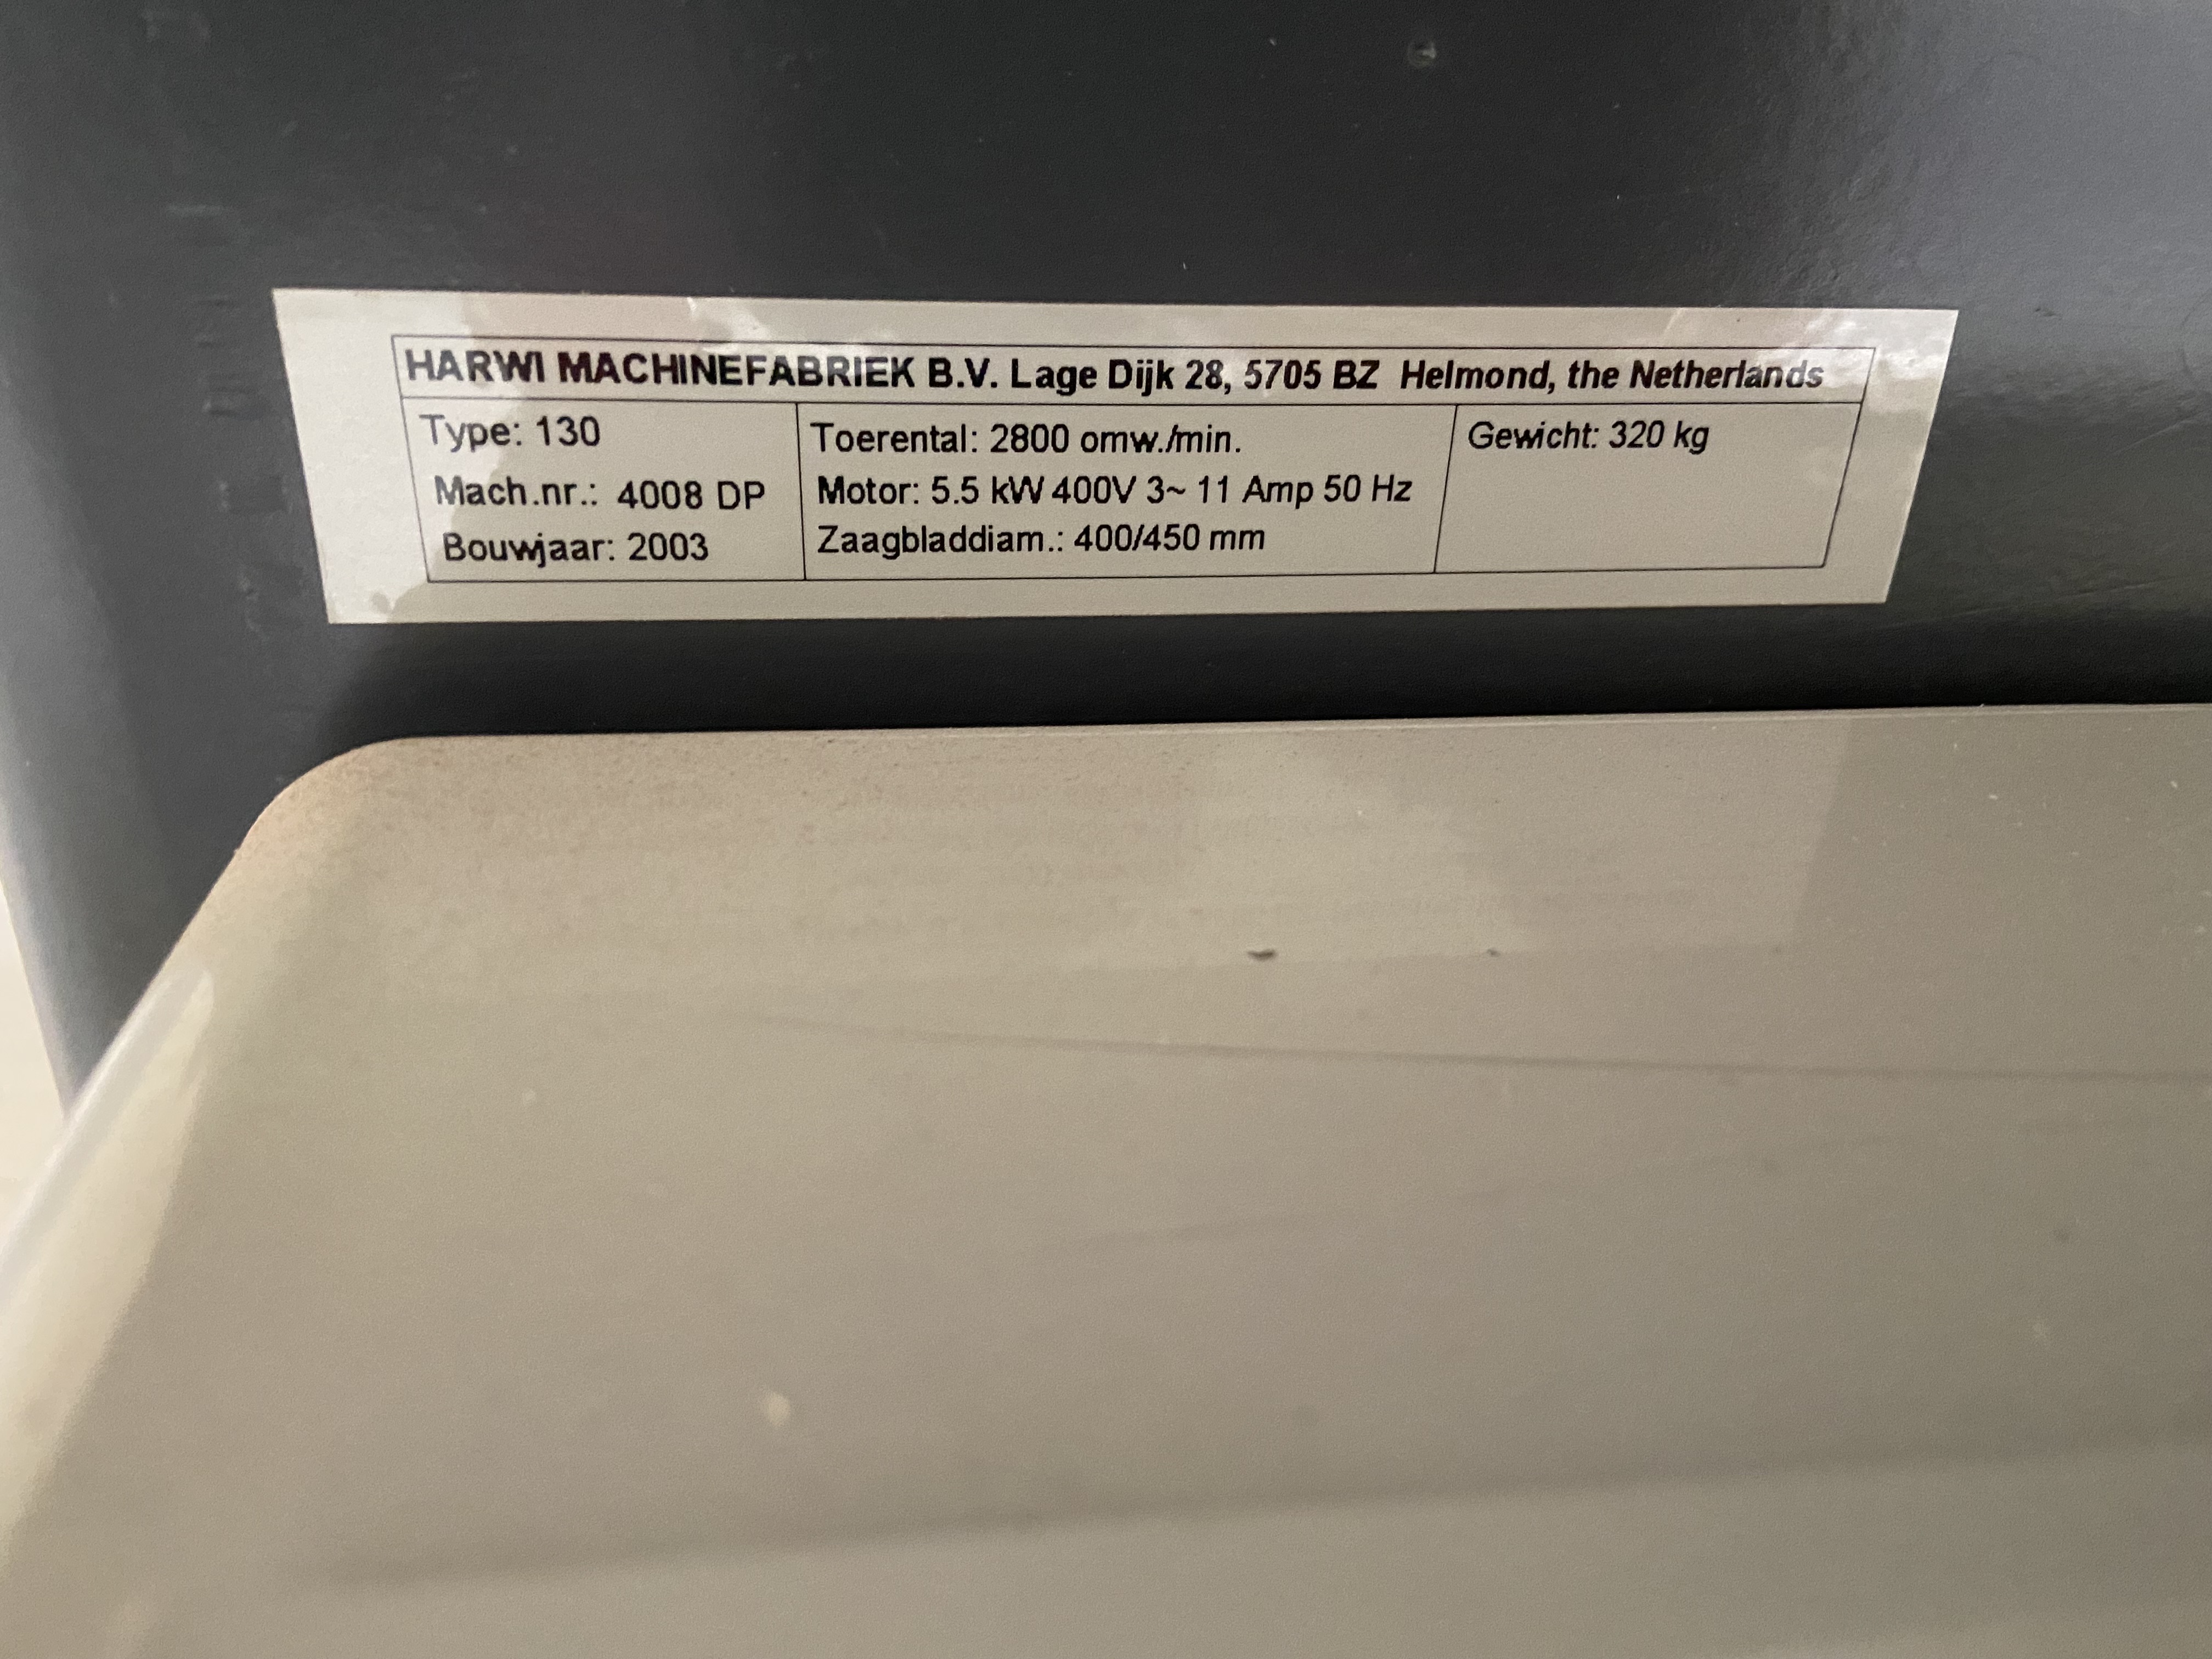 HARWI MACHINEFABRIEK B.V. Lage Dijk 28, 5705 BZ Helmond, the Netherlands
Type: 130
Mach.nr.: 4008 DP
Bouwjaar: 2003
Toerental: 2800 omw./min.
Motor: 5.5 kW 400V 3~ 11 Amp 50 Hz
Zaagbladdiam.: 400/450 mm
Gewicht: 320 kg